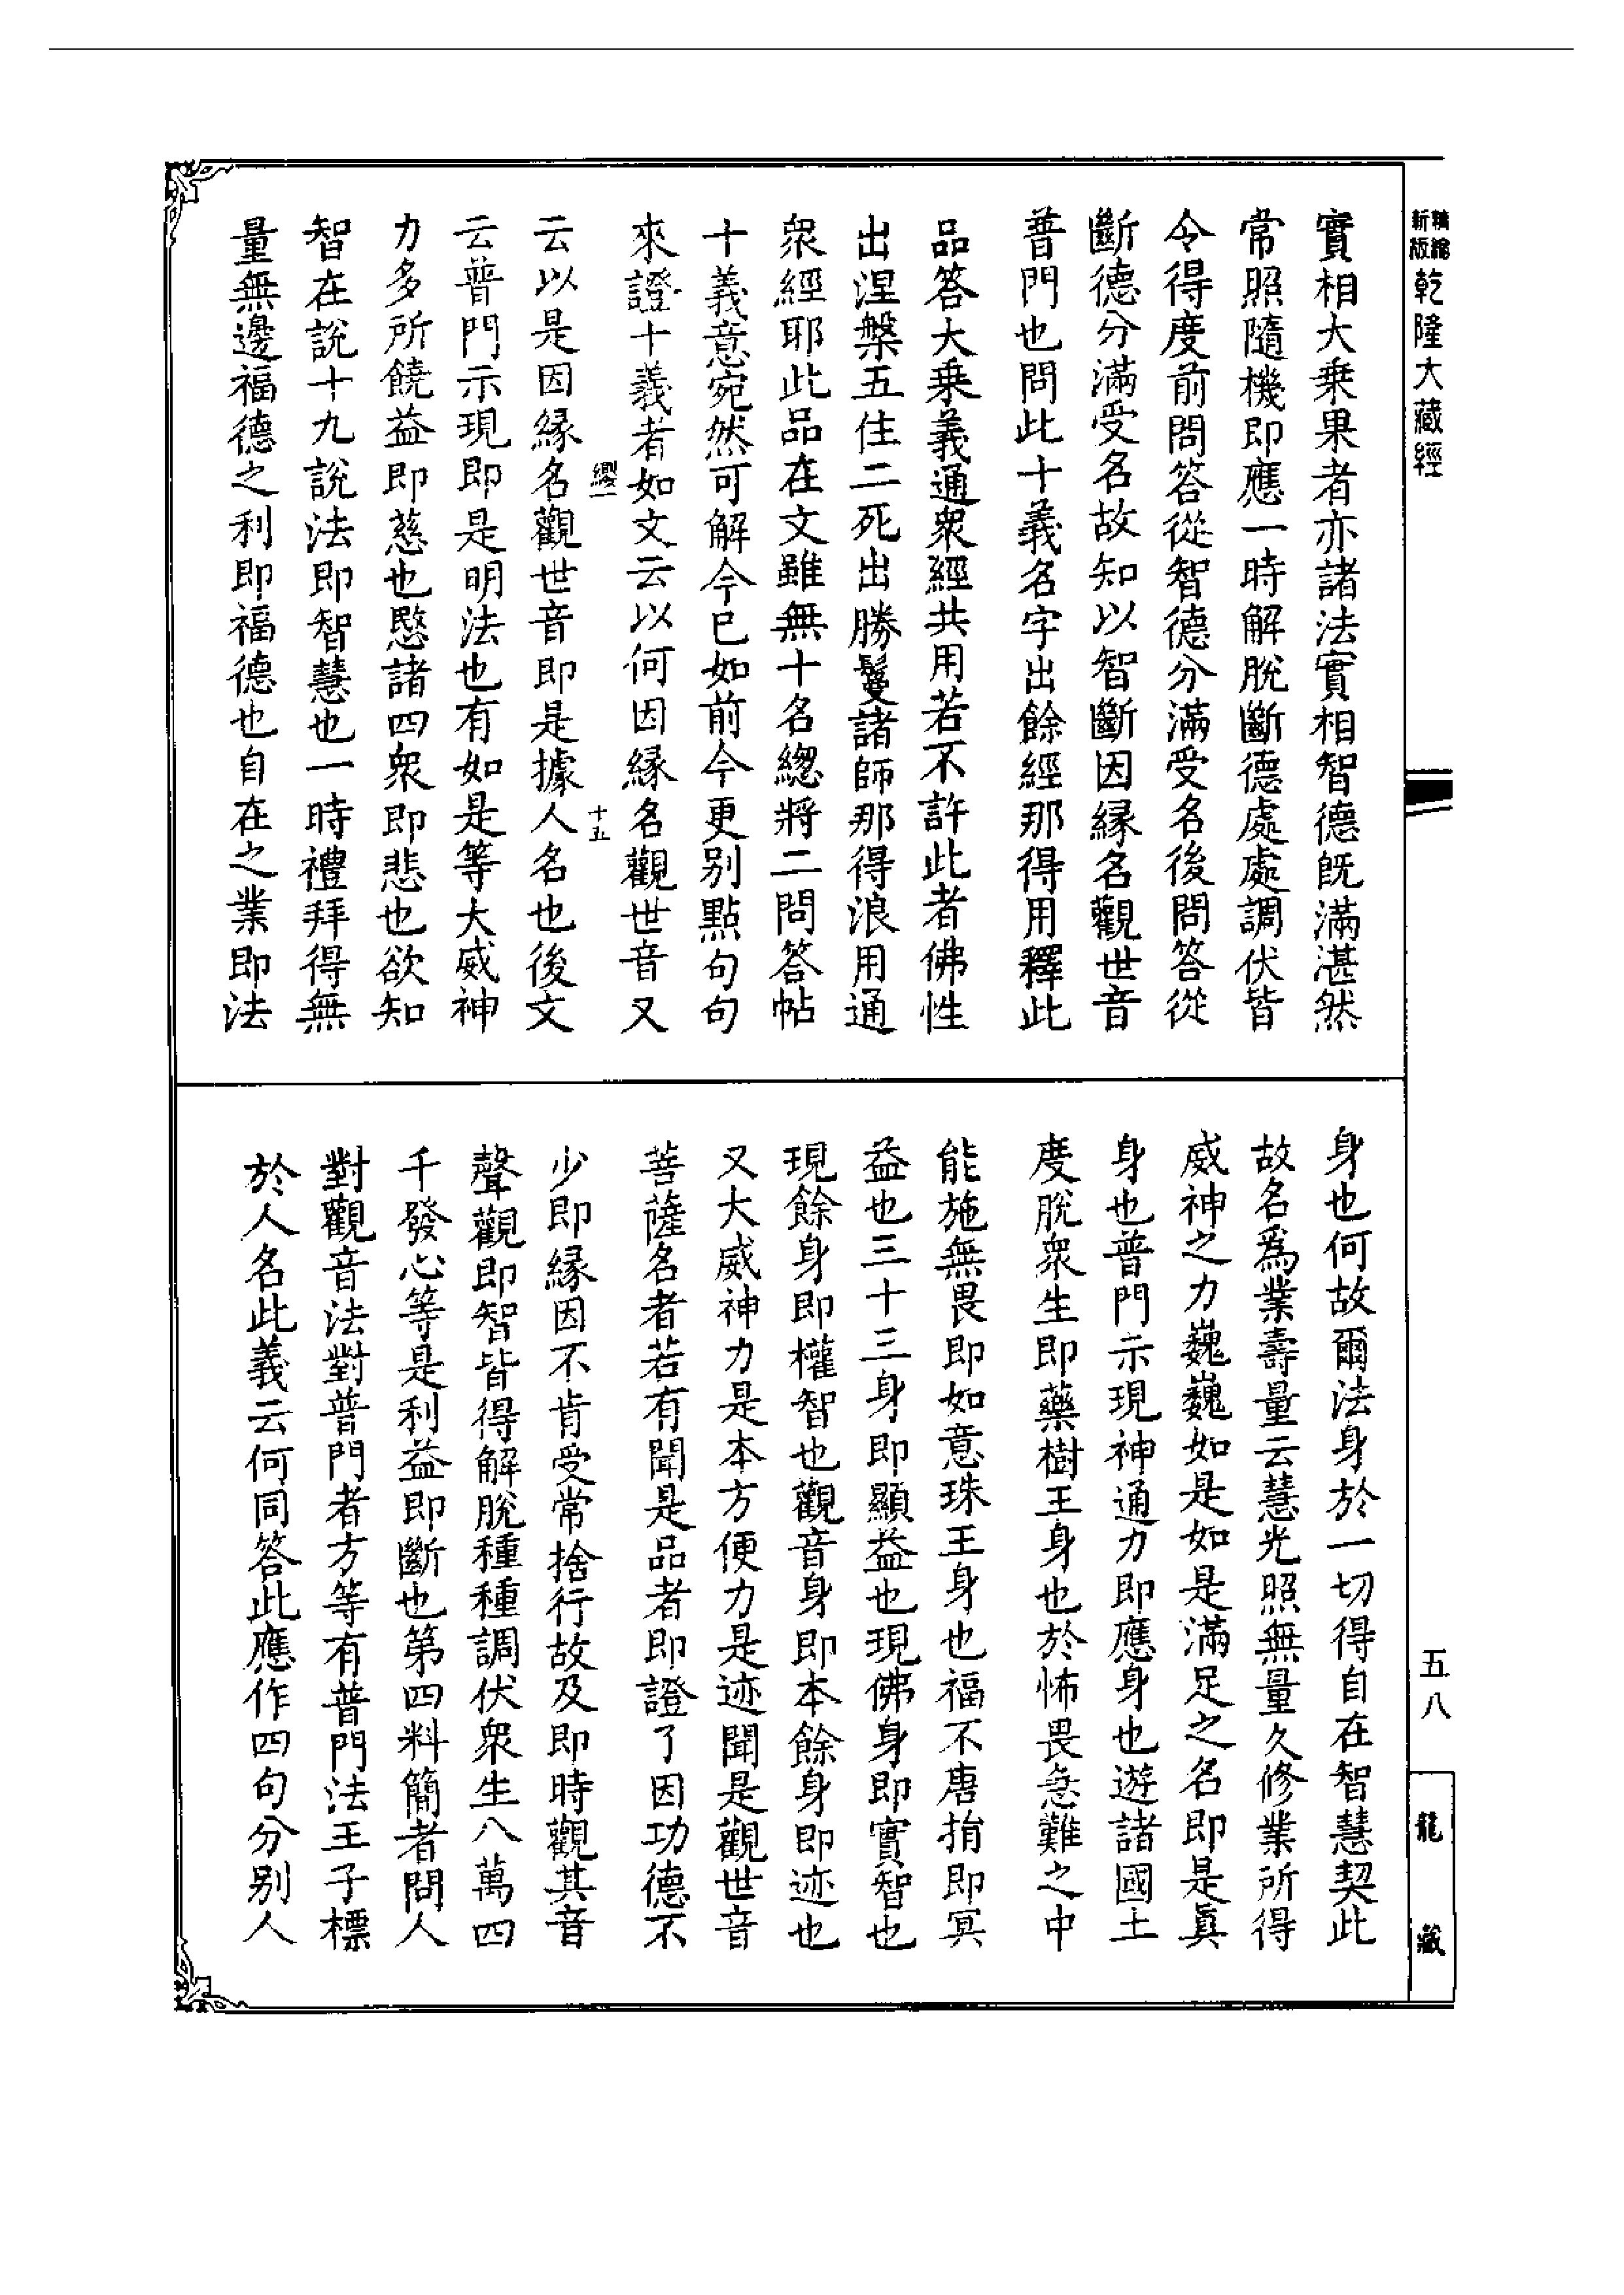 精縮新版乾隆大藏經
實相大乘果者亦諸法實相智德旣滿湛然
常照隨機即應一時解脫斷德處處調伏皆
令得度前問答從智德分滿受名後問答從
斷德分滿受名故知以智斷因緣名觀世音
普門也問此十義名字出餘經那得用釋此
品答大乘義通衆經共用若不許此者佛性
出涅槃五住二死出勝鬘諸師那得浪用通
衆經耶此品在文雖無十名緫將二問答帖
十義意宛然可解今已如前今更別點句句
來證十義者如文云以何因緣名觀世音又
十五
云以是因緣名觀世音即是據人名也後文
云普門示現即是明法也有如是等大威神
力多所饒益即慈也愍諸四衆即悲也欲知
智在說十九說法即智慧也一時禮拜得無
量無邊福德之利即福德也自在之業即法
身也何故爾法身於一切得自在智慧契此
故名爲業壽量云慧光照無量久修業所得
威神之力巍巍如是如是滿足之名即是眞
身也普門示現神通力即應身也遊諸國土
度脫衆生即藥樹王身也於怖畏急難之中
能施無畏即如意珠王身也福不唐捐即冥
益也三十三身即顯益也現佛身即實智也
現餘身即權智也觀音身即本餘身即迹也
又大威神力是本方便力是迹聞是觀世音
菩薩名者若有聞是品者即證了因功德不
少即緣因不肯受常捨行故及即時觀其音
聲觀即智皆得解脫種種調伏衆生八萬四
千發心等是利益即斷也第四料簡者問人
對觀音法對普門者方等有普門法王子標
於人名此義云何同答此應作四句分別人
五八
龍藏